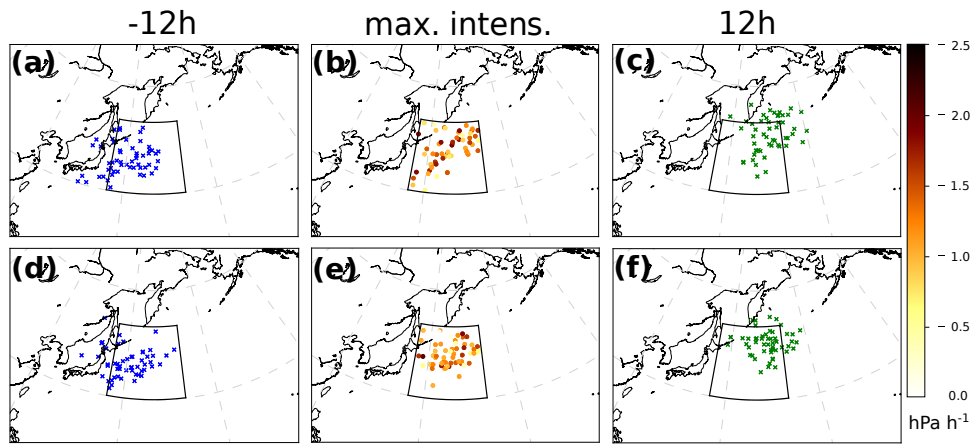 -12h max. intens. 12h
(a) (b) (c)
− 2.5
− 2.0
− 1.5
− 1.0
− 0.5
0.0
(d) (e) (f)
hPa h-1